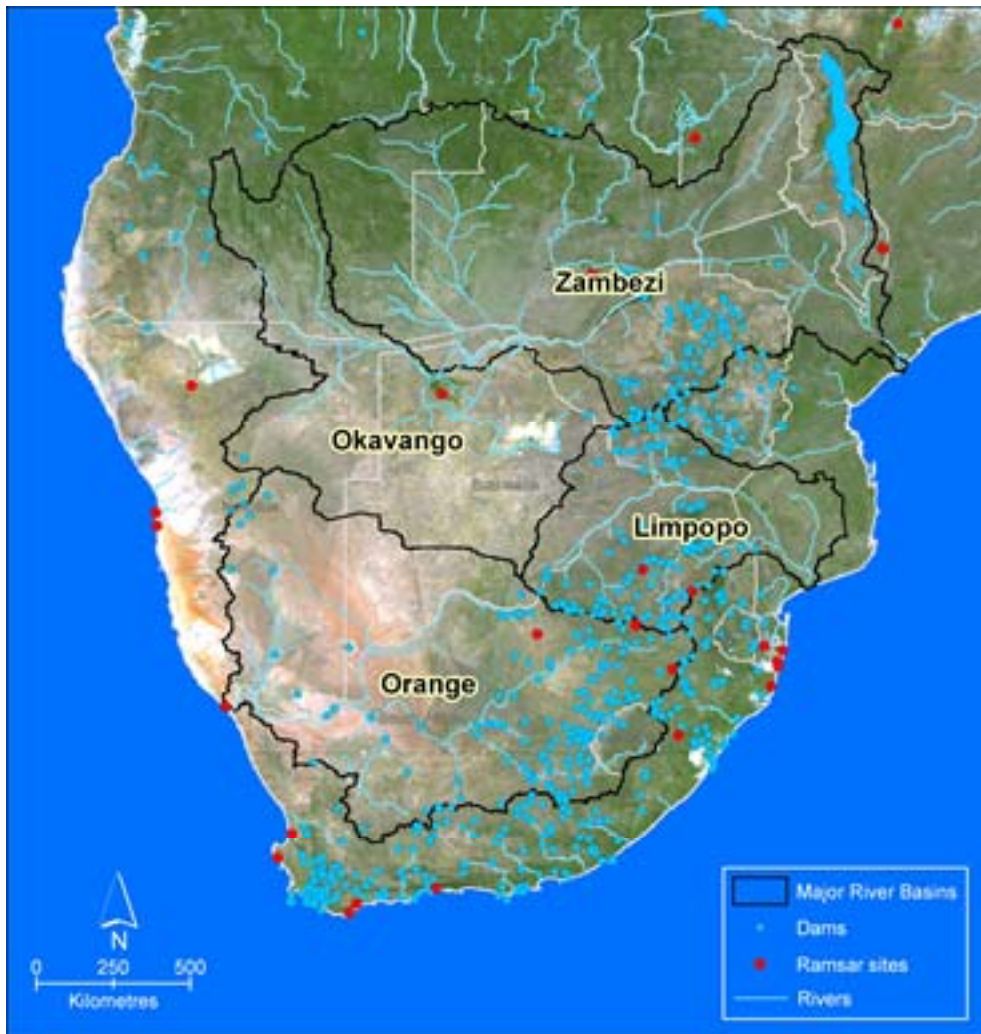 Zambezi
Okavango
Limpopo
Orange
N
0 250 500
Kilometres
Major River Basins
Dams
Ramsar sites
Rivers